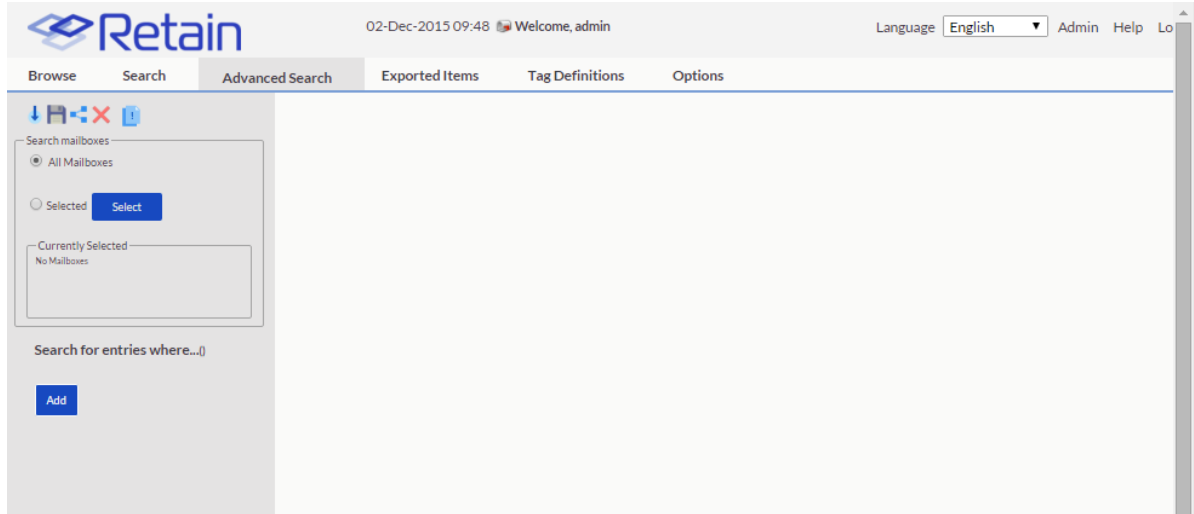 Retain
02-Dec-2015 09:48 Welcome, admin
Language English Admin Help Lo
Browse Search Advanced Search Exported Items Tag Definitions Options
Search mailboxes
All Mailboxes
Selected Select
Currently Selected
No Mailboxes
Search for entries where...()
Add